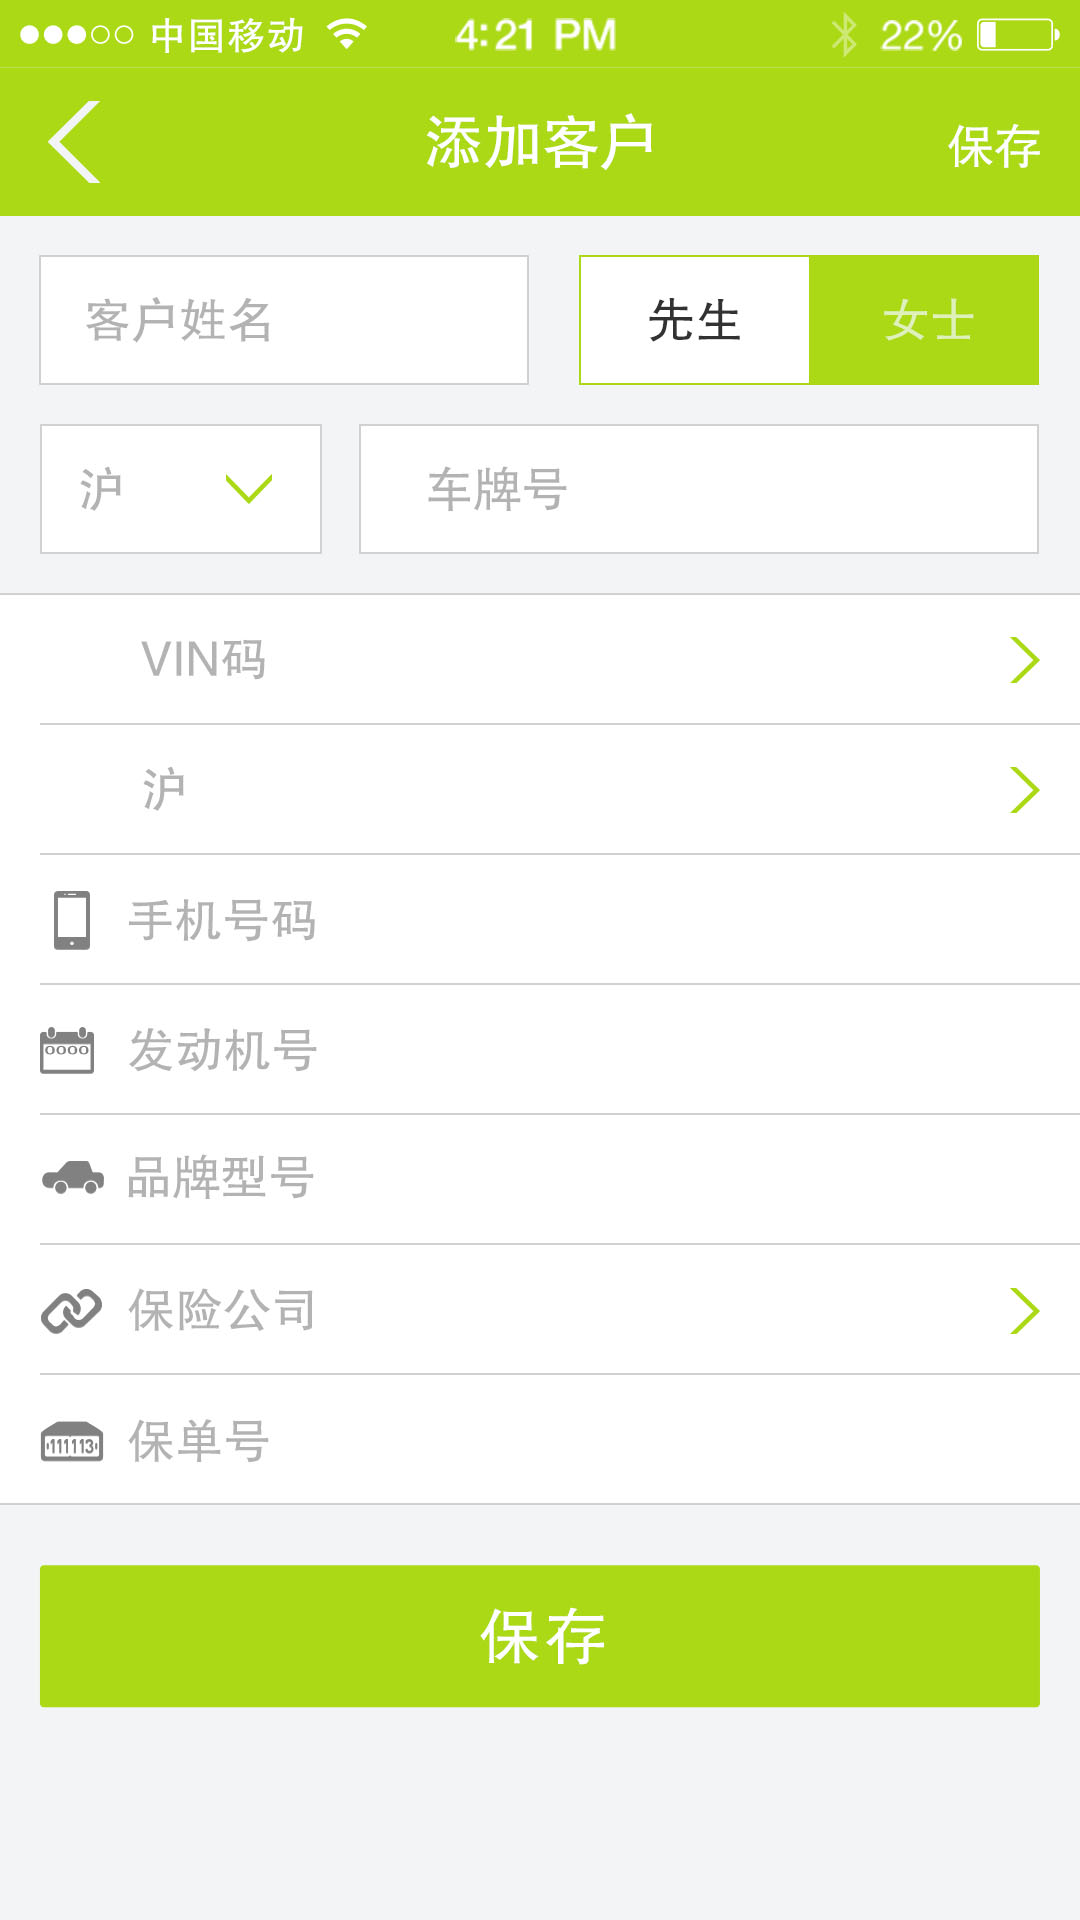 中国移动 4:21 PM 22%
添加客户 保存
客户姓名 先生 女士
沪 车牌号
VIN码
沪
手机号码
发动机号
品牌型号
保险公司
111113 保单号
保存